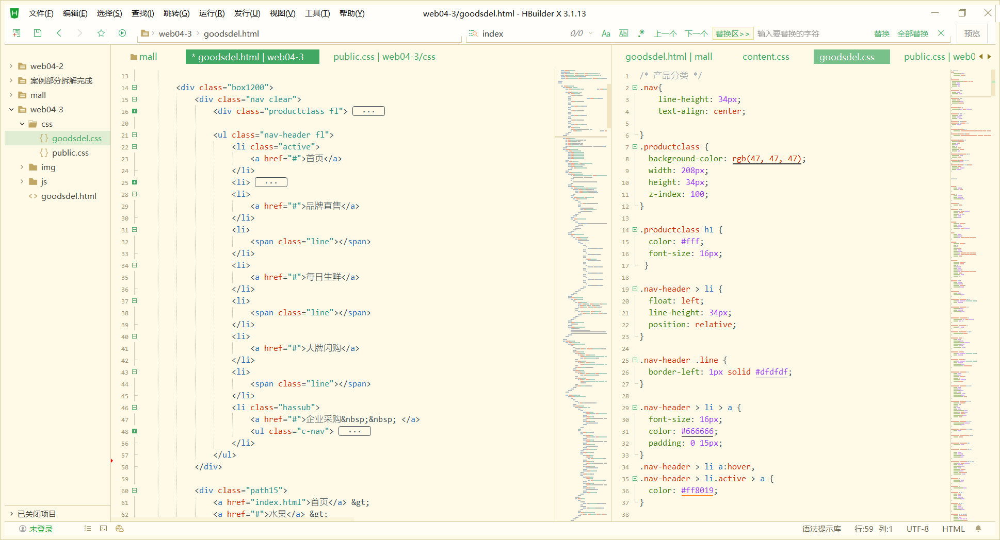 文件(F) 编辑(E) 选择(S) 查找(I) 跳转(G) 运行(R) 发行(U) 视图(V) 工具(T) 帮助(Y) web04-3/goodsdel.html - HBuilder X 3.1.13
web04-3 goodsdel.html index 0/0 Aa Ab| .* 上一个 下一个 替换区>> 输入要替换的字符 替换 全部替换 预览
web04-2
案例部分拆解完成
mall
web04-3
css
goodsdel.css
public.css
img
js
goodsdel.html
已关闭项目
mall * goodsdel.html | web04-3 public.css | web04-3/css
13
14 <div class="box1200">
15 <div class="nav clear">
16 <div class="productclass fl"> ...
20
21 <ul class="nav-header fl">
22 <li class="active">
23 <a href="#">首页</a>
24 </li>
25 <li> ...
28 <li>
29 <a href="#">品牌直售</a>
30 </li>
31 <li>
32 <span class="line"></span>
33 </li>
34 <li>
35 <a href="#">每日生鲜</a>
36 </li>
37 <li>
38 <span class="line"></span>
39 </li>
40 <li>
41 <a href="#">大牌闪购</a>
42 </li>
43 <li>
44 <span class="line"></span>
45 </li>
46 <li class="hassub">
47 <a href="#">企业采购&nbsp;&nbsp; </a>
48 <ul class="c-nav"> ...
56 </li>
57 </ul>
58 </div>
59
60 <div class="path15">
61 <a href="index.html">首页</a> &gt;
62 <a href="#">水果</a> &gt;
goodsdel.html | mall content.css goodsdel.css public.css | web0
1 /* 产品分类 */
2 .nav{
3 line-height: 34px;
4 text-align: center;
5
6 }
7 .productclass {
8 background-color: rgb(47, 47, 47);
9 width: 208px;
10 height: 34px;
11 z-index: 100;
12 }
13
14 .productclass h1 {
15 color: #fff;
16 font-size: 16px;
17 }
18
19 .nav-header > li {
20 float: left;
21 line-height: 34px;
22 position: relative;
23 }
24
25 .nav-header .line {
26 border-left: 1px solid #dfdfdf;
27 }
28
29 .nav-header > li > a {
30 font-size: 16px;
31 color: #666666;
32 padding: 0 15px;
33 }
34 .nav-header > li a:hover,
35 .nav-header > li.active > a {
36 color: #ff8019;
37 }
38
未登录 语法提示库 行:59 列:1 UTF-8 HTML